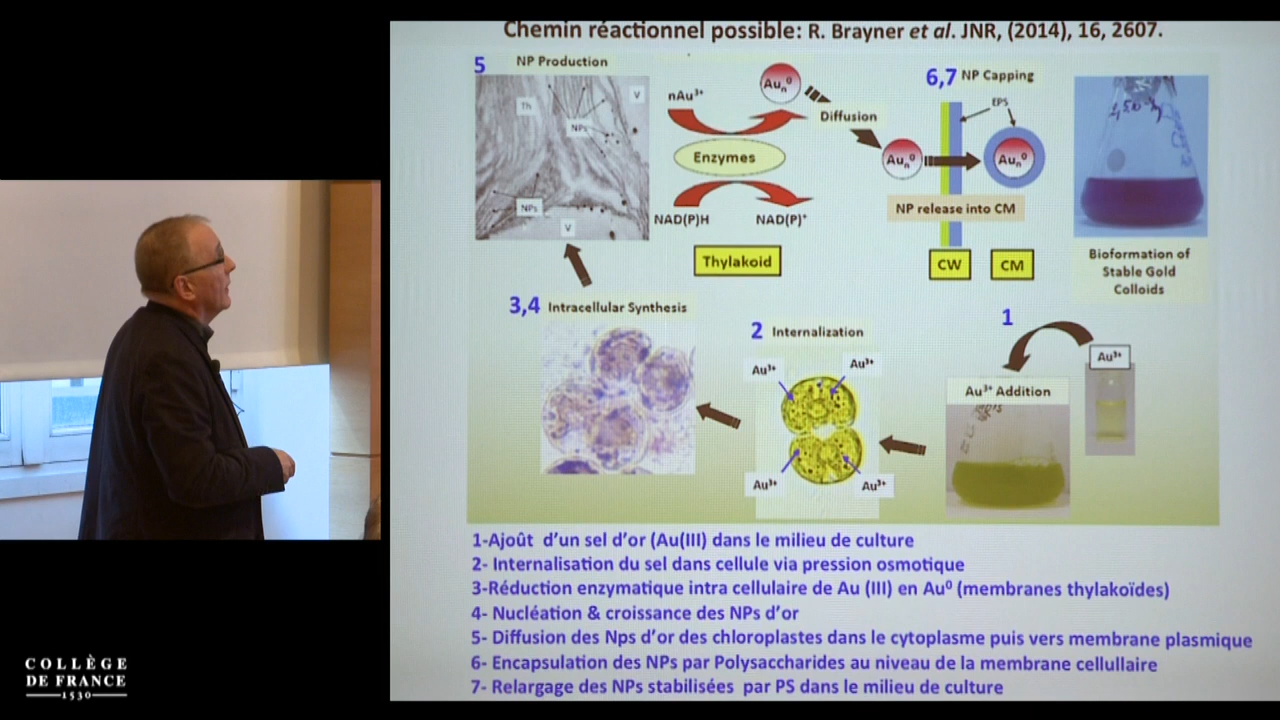 Chemin réactionnel possible: R. Brayner et al. JNR, (2014), 16, 2607.
5 NP Production
Th
V
NPs
NPs
V
nAu³⁺
Auₙ⁰
Enzymes
NAD(P)H
NAD(P)⁺
Thylakoid
Diffusion
Auₙ⁰
6,7 NP Capping
EPS
Auₙ⁰
NP release into CM
CW
CM
Bioformation of
Stable Gold
Colloids
3,4 Intracellular Synthesis
2 Internalization
Au³⁺
Au³⁺
Au³⁺
Au³⁺
1
Au³⁺
Au³⁺ Addition
1-Ajoût d'un sel d'or (Au(III) dans le milieu de culture
2- Internalisation du sel dans cellule via pression osmotique
3-Réduction enzymatique intra cellulaire de Au (III) en Au⁰ (membranes thylakoïdes)
4- Nucléation & croissance des NPs d'or
5- Diffusion des Nps d'or des chloroplastes dans le cytoplasme puis vers membrane plasmique
6- Encapsulation des NPs par Polysaccharides au niveau de la membrane cellullaire
7- Relargage des NPs stabilisées par PS dans le milieu de culture
COLLÈGE
DE FRANCE
1530